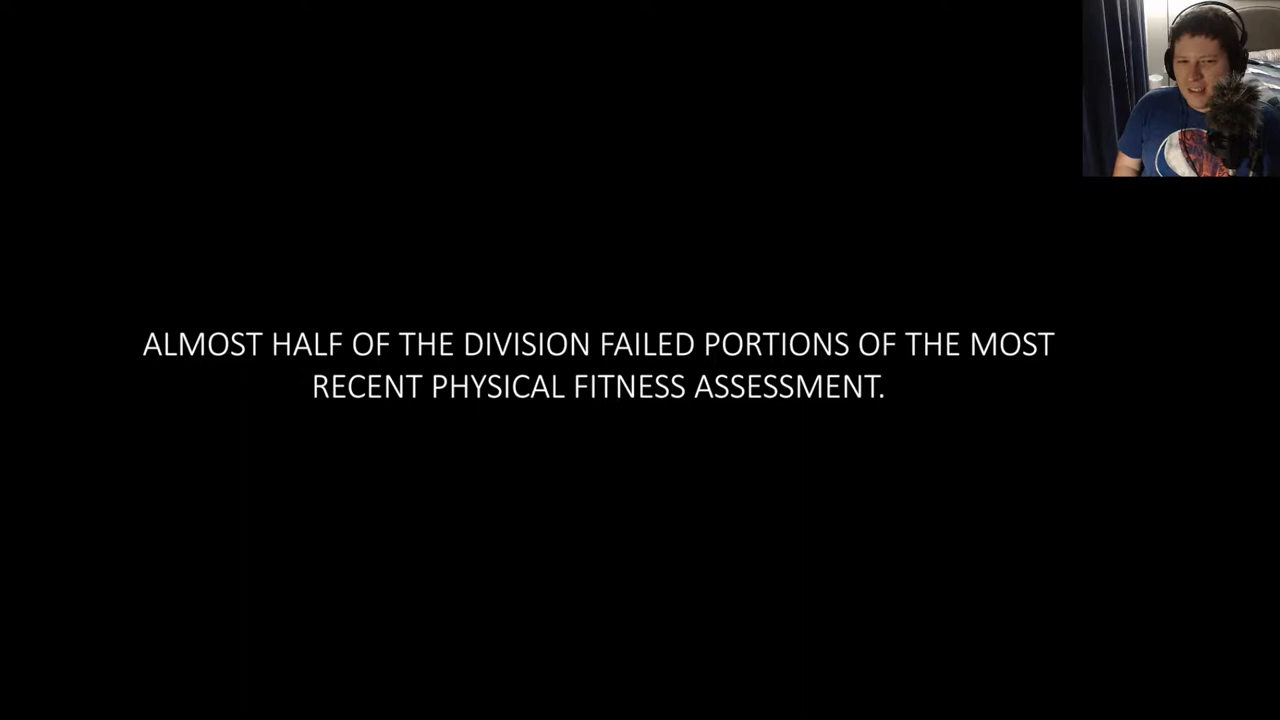 ALMOST HALF OF THE DIVISION FAILED PORTIONS OF THE MOST
RECENT PHYSICAL FITNESS ASSESSMENT.